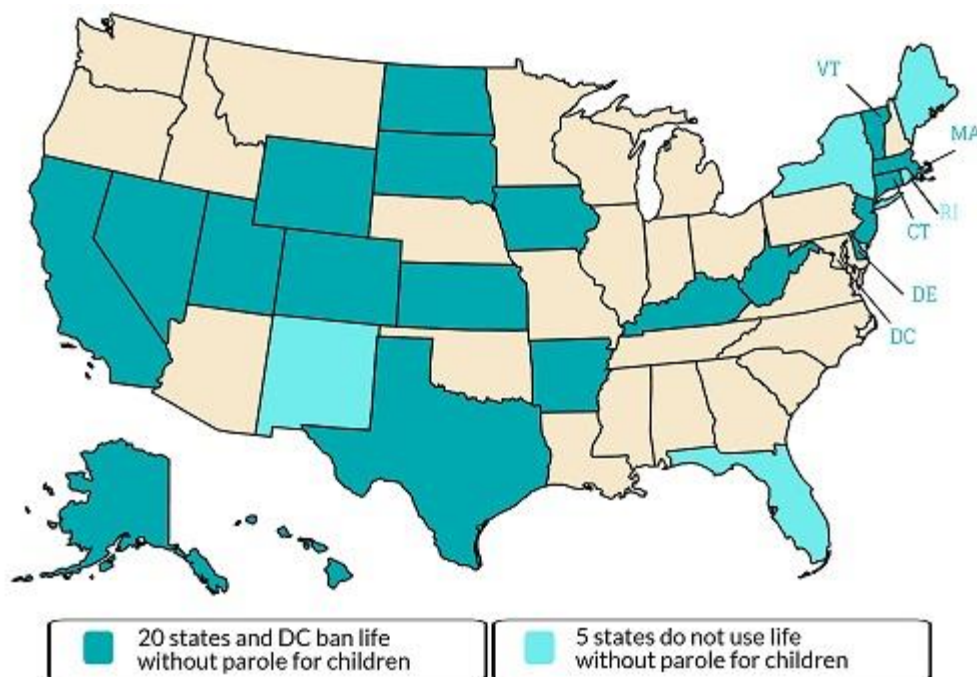 VT
MA
RI
CT
DE
DC
20 states and DC ban life
without parole for children
5 states do not use life
without parole for children